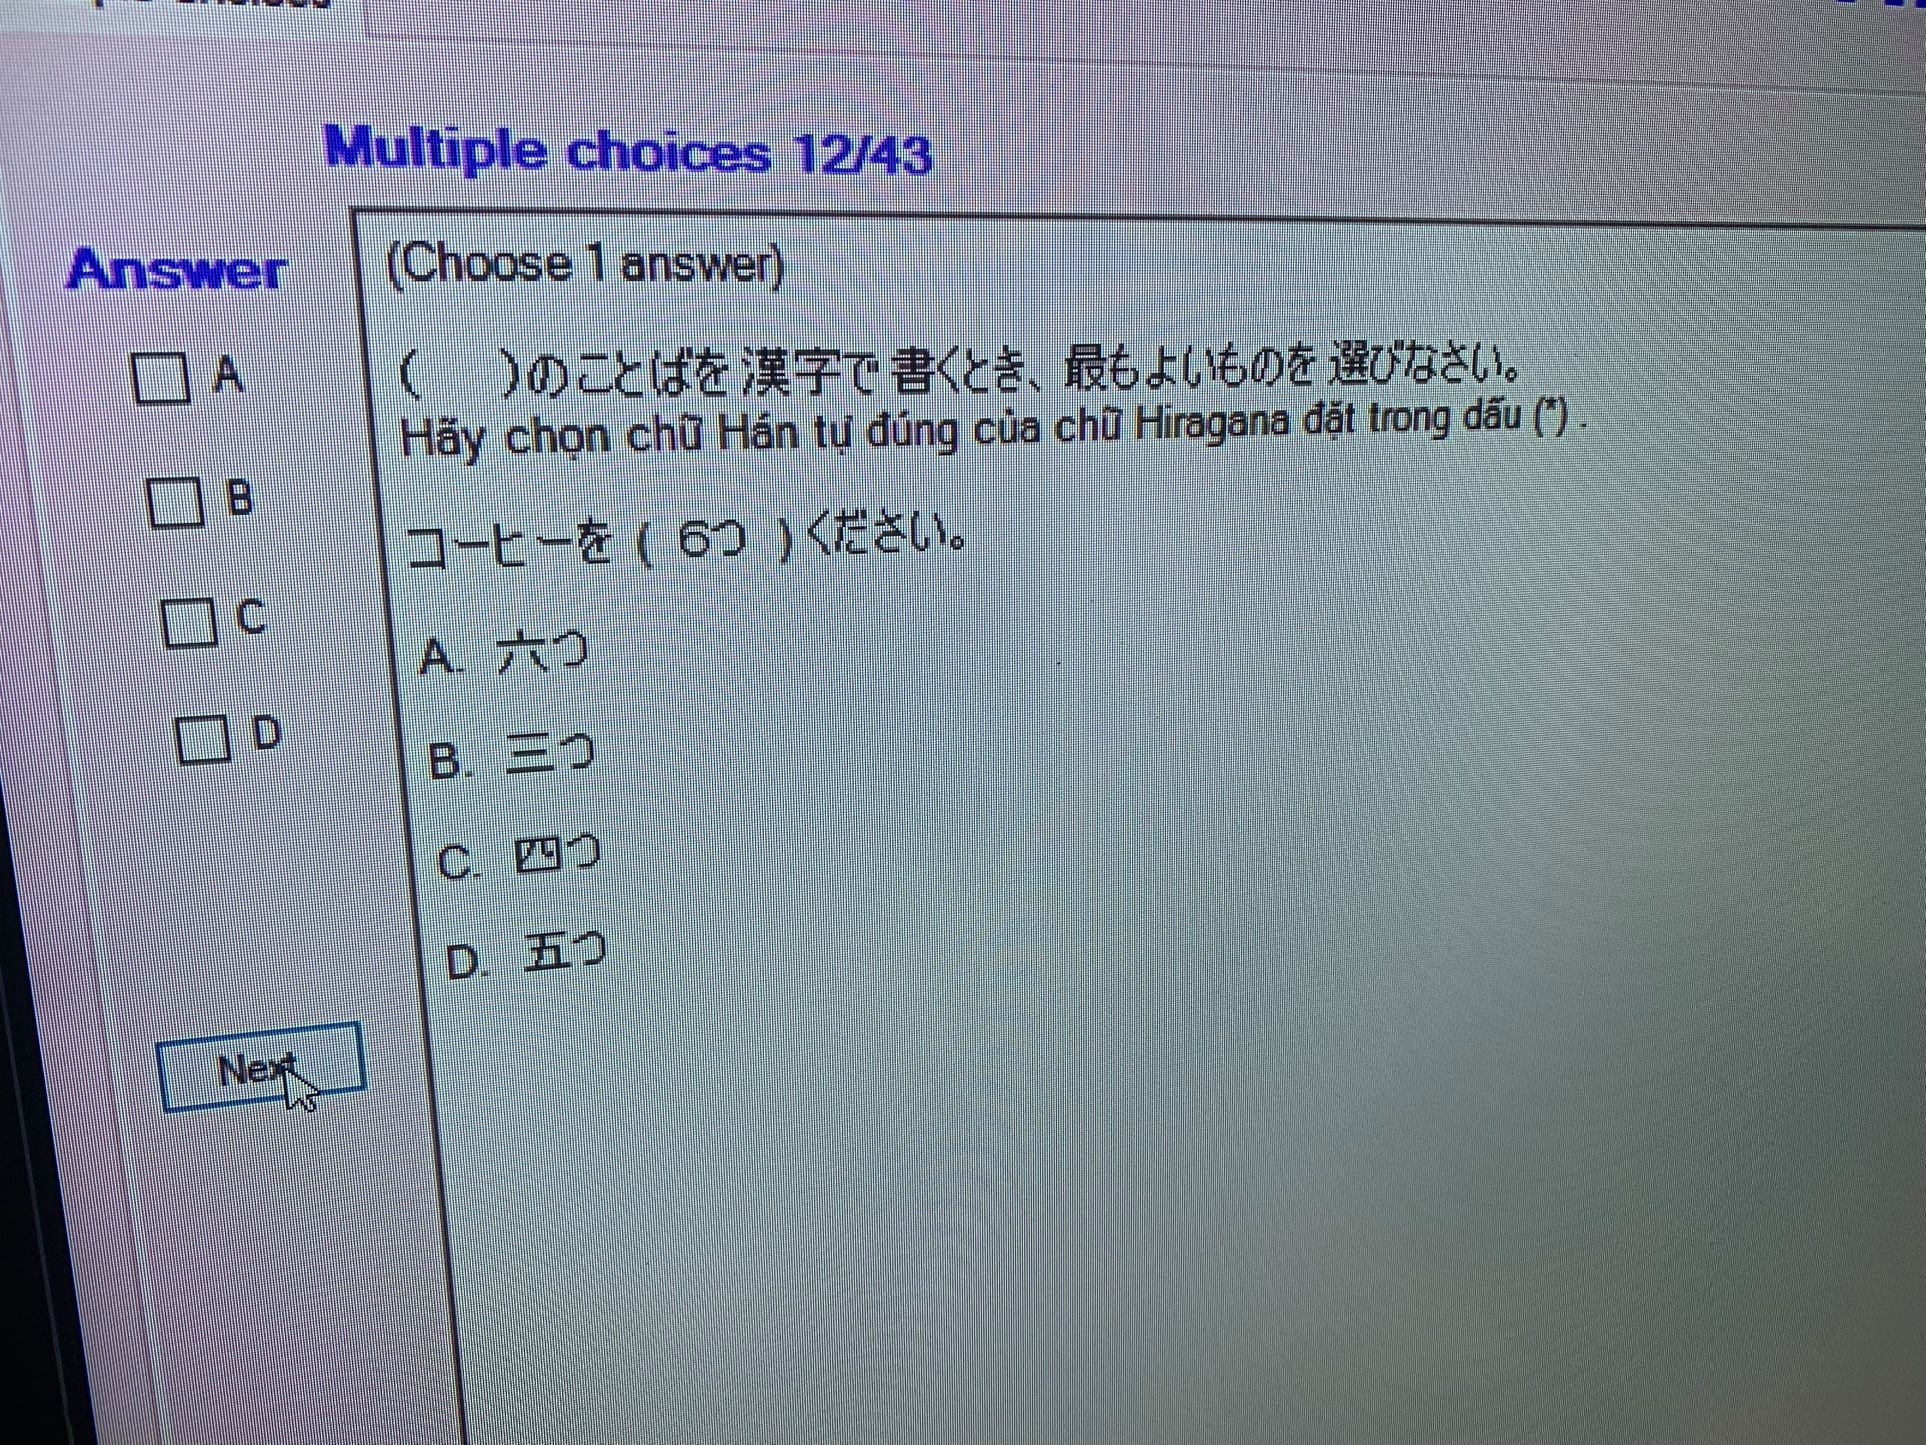 Multiple choices 12/43
Answer
(Choose 1 answer)
A
(　　)のことばを漢字で書くとき、最もよいものを選びなさい。
Hãy chọn chữ Hán tự đúng của chữ Hiragana đặt trong dấu (*) .
B
コーヒーを ( 6つ ) ください。
C
A. 六つ
D
B. 三つ
C. 四つ
D. 五つ
Next